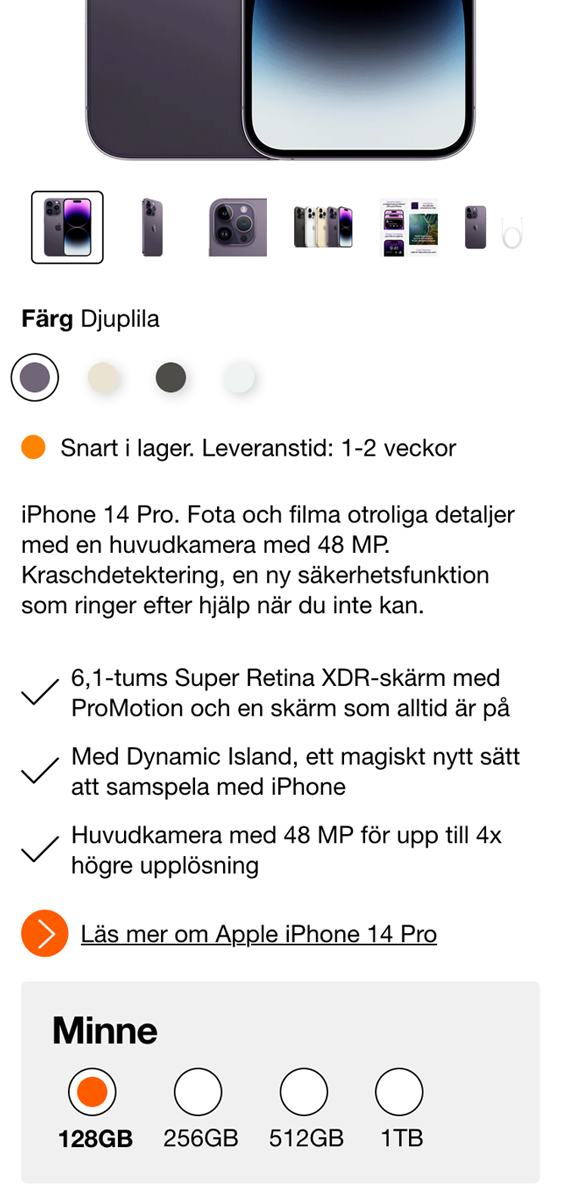 Färg Djuplila
Snart i lager. Leveranstid: 1-2 veckor
iPhone 14 Pro. Fota och filma otroliga detaljer
med en huvudkamera med 48 MP.
Kraschdetektering, en ny säkerhetsfunktion
som ringer efter hjälp när du inte kan.
6,1-tums Super Retina XDR-skärm med
ProMotion och en skärm som alltid är på
Med Dynamic Island, ett magiskt nytt sätt
att samspela med iPhone
Huvudkamera med 48 MP för upp till 4x
högre upplösning
Läs mer om Apple iPhone 14 Pro
Minne
128GB 256GB 512GB 1TB